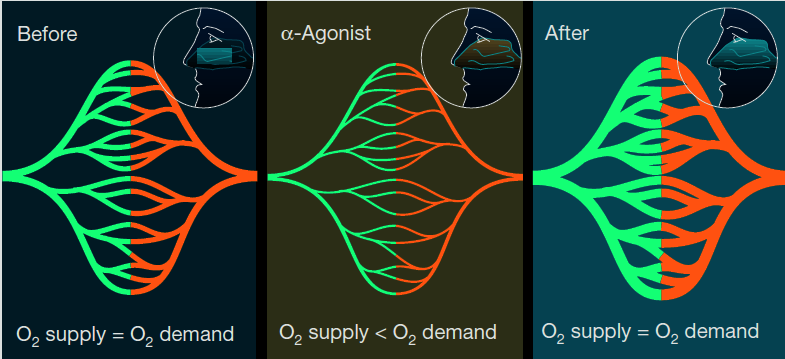 Before
O₂ supply = O₂ demand
α-Agonist
O₂ supply < O₂ demand
After
O₂ supply = O₂ demand